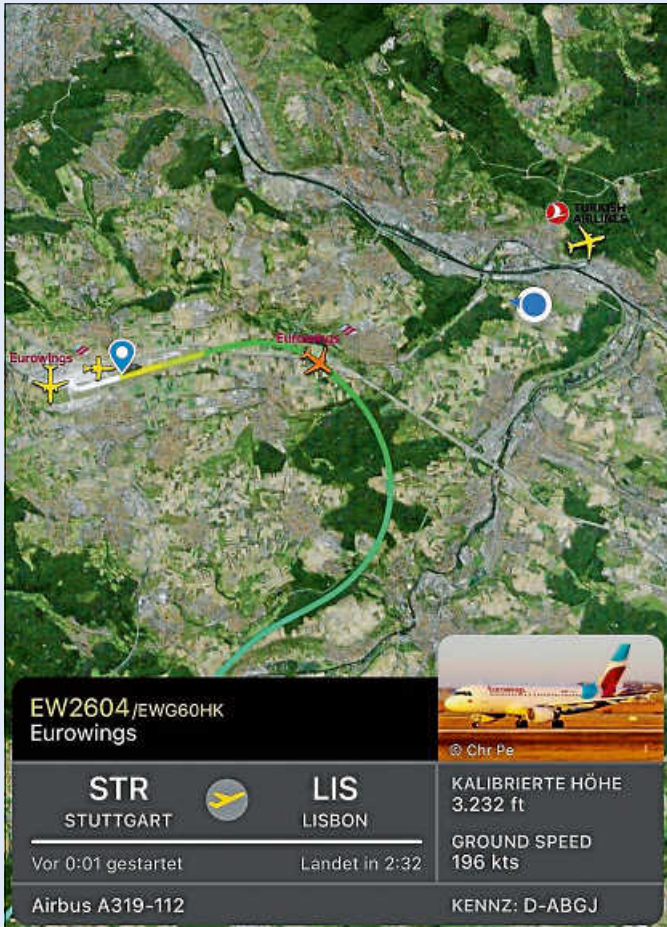 TURKISH
AIRLINES
Eurowings
Eurowings
EW2604/EWG60HK
Eurowings
© Chr Pe
STR
STUTTGART
LIS
LISBON
Vor 0:01 gestartet
Landet in 2:32
KALIBRIERTE HÖHE
3.232 ft
GROUND SPEED
196 kts
Airbus A319-112
KENNZ: D-ABGJ